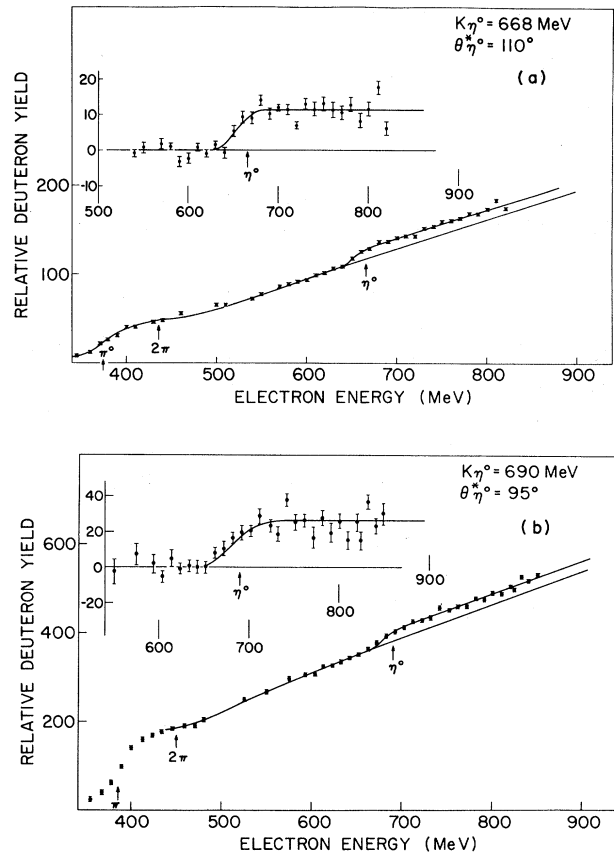 Kη° = 668 MeV
θ*η° = 110°
(a)
20
10
0
-10
500
600
700
800
900
η°
200
100
RELATIVE DEUTERON YIELD
π°
2π
η°
400
500
600
700
800
900
ELECTRON ENERGY (MeV)
Kη° = 690 MeV
θ*η° = 95°
(b)
40
20
0
-20
600
700
800
900
η°
600
400
200
RELATIVE DEUTERON YIELD
π
2π
η°
400
500
600
700
800
900
ELECTRON ENERGY (MeV)